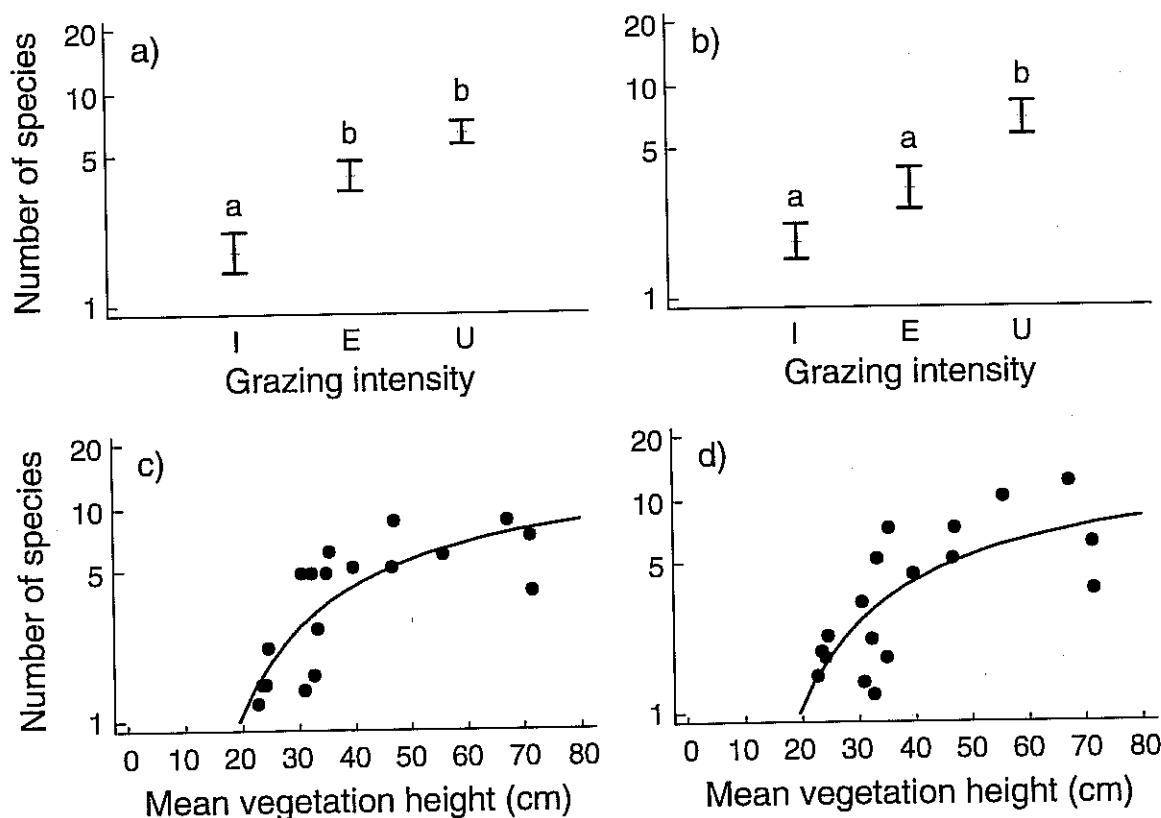 a)
Number of species
20
10
5
1
a
b
b
I E U
Grazing intensity
b)
20
10
5
1
a
a
b
I E U
Grazing intensity
c)
Number of species
20
10
5
1
0 10 20 30 40 50 60 70 80
Mean vegetation height (cm)
d)
20
10
5
1
0 10 20 30 40 50 60 70 80
Mean vegetation height (cm)